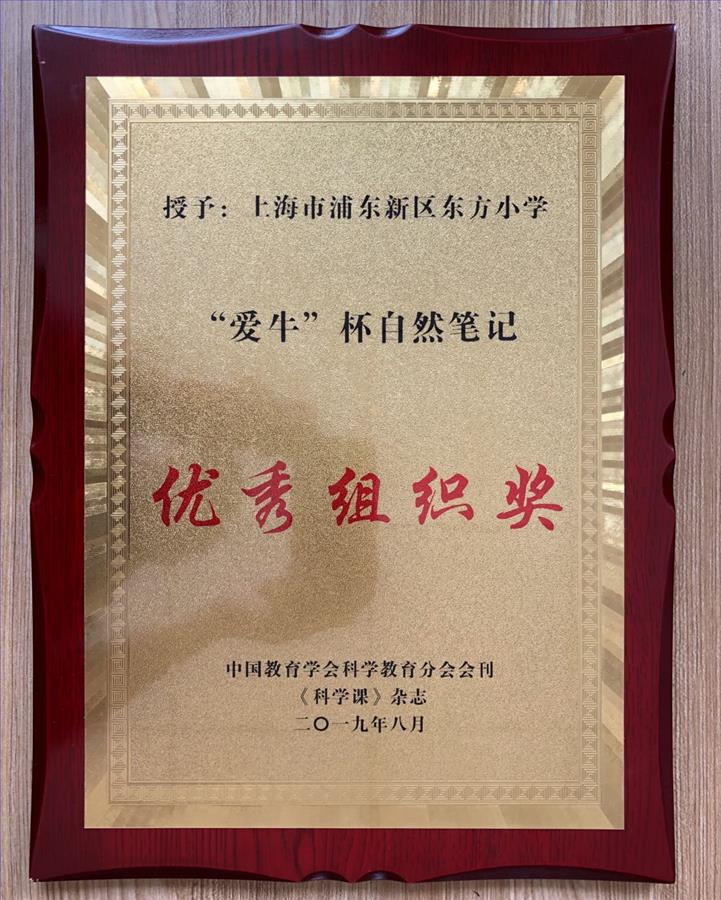 授予：上海市浦东新区东方小学
“爱牛”杯自然笔记
优秀组织奖
中国教育学会科学教育分会会刊
《科学课》杂志
二〇一九年八月